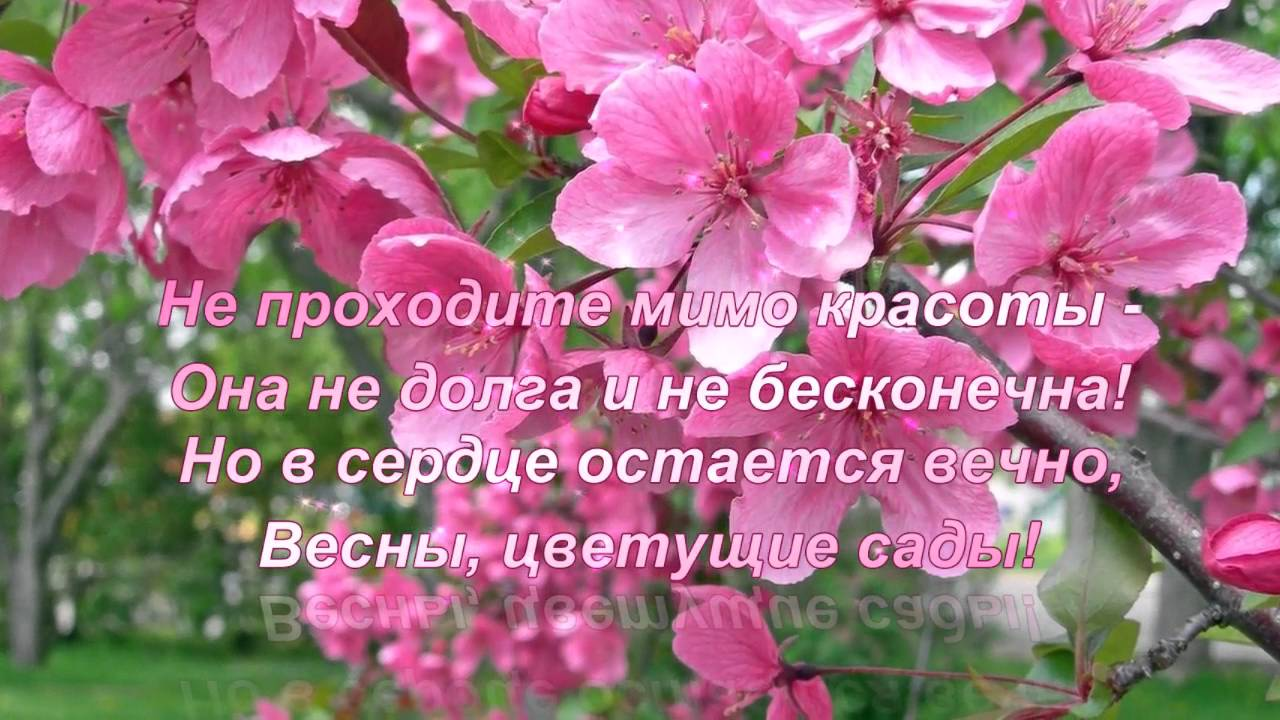 Не проходите мимо красоты -
Она не долга и не бесконечна!
Но в сердце остается вечно,
Весны, цветущие сады!